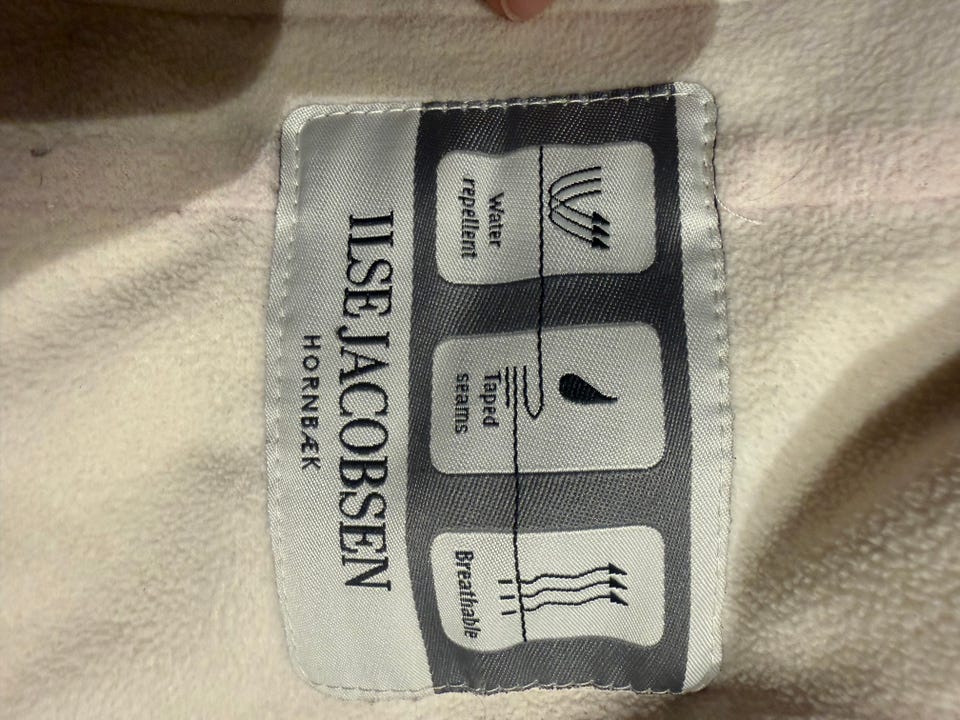 Water
repellent
Taped
seams
Breathable
ILSE JACOBSEN
HORNBÆK